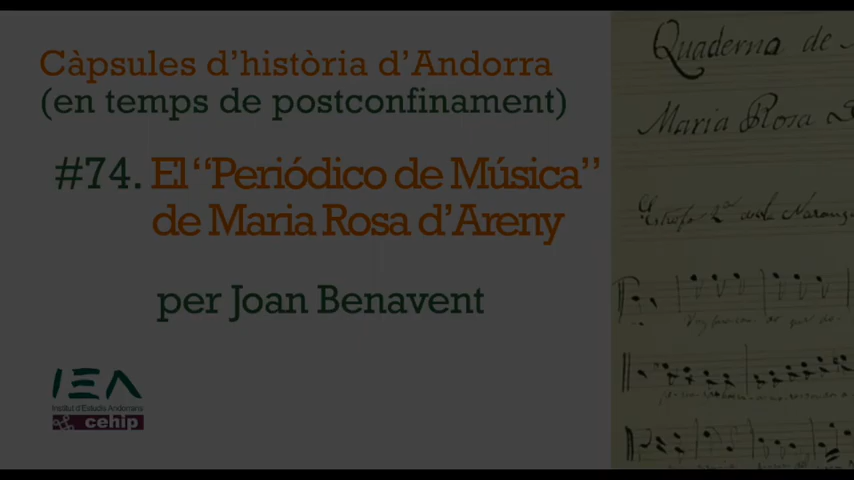 Càpsules d'història d'Andorra
(en temps de postconfinament)
#74. El “Periódico de Música”
de Maria Rosa d'Areny
per Joan Benavent
IEA
Institut d'Estudis Andorrans
cehip
Quaderna de
Maria Rosa